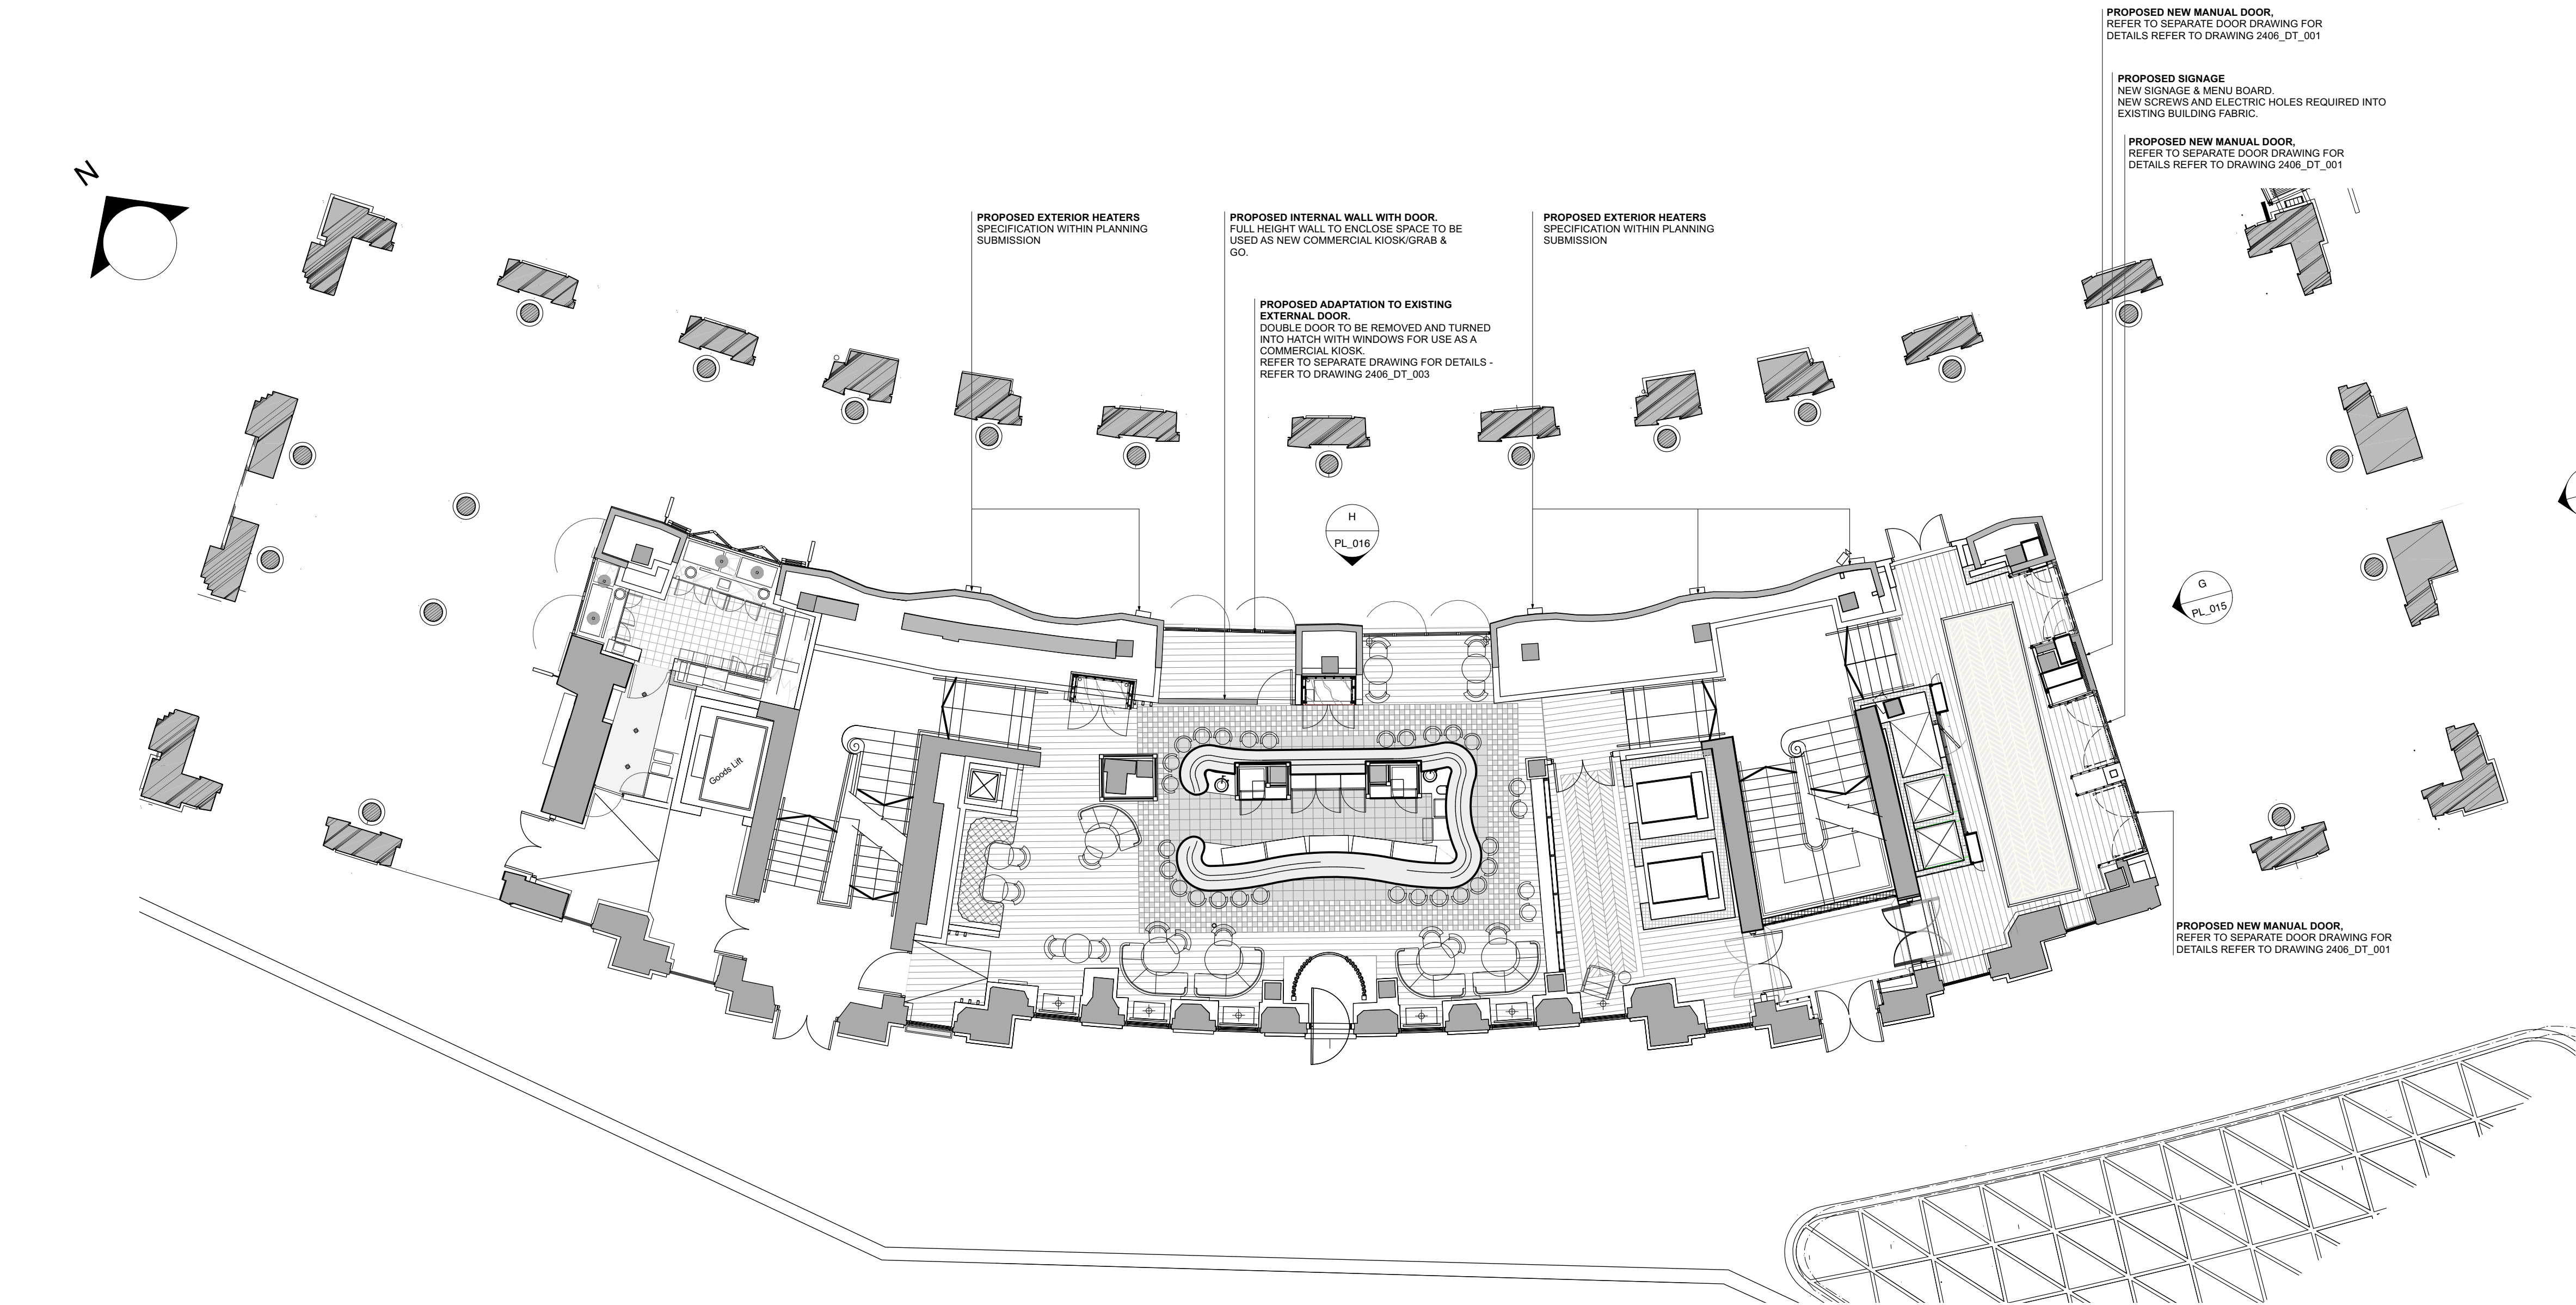 PROPOSED NEW MANUAL DOOR,
REFER TO SEPARATE DOOR DRAWING FOR
DETAILS REFER TO DRAWING 2406_DT_001
PROPOSED SIGNAGE
NEW SIGNAGE & MENU BOARD.
NEW SCREWS AND ELECTRIC HOLES REQUIRED INTO
EXISTING BUILDING FABRIC.
PROPOSED NEW MANUAL DOOR,
REFER TO SEPARATE DOOR DRAWING FOR
DETAILS REFER TO DRAWING 2406_DT_001
N
PROPOSED EXTERIOR HEATERS
SPECIFICATION WITHIN PLANNING
SUBMISSION
PROPOSED INTERNAL WALL WITH DOOR.
FULL HEIGHT WALL TO ENCLOSE SPACE TO BE
USED AS NEW COMMERCIAL KIOSK/GRAB &
GO.
PROPOSED EXTERIOR HEATERS
SPECIFICATION WITHIN PLANNING
SUBMISSION
PROPOSED ADAPTATION TO EXISTING
EXTERNAL DOOR.
DOUBLE DOOR TO BE REMOVED AND TURNED
INTO HATCH WITH WINDOWS FOR USE AS A
COMMERCIAL KIOSK.
REFER TO SEPARATE DRAWING FOR DETAILS -
REFER TO DRAWING 2406_DT_003
H
PL_016
G
PL_015
Goods Lift
PROPOSED NEW MANUAL DOOR,
REFER TO SEPARATE DOOR DRAWING FOR
DETAILS REFER TO DRAWING 2406_DT_001